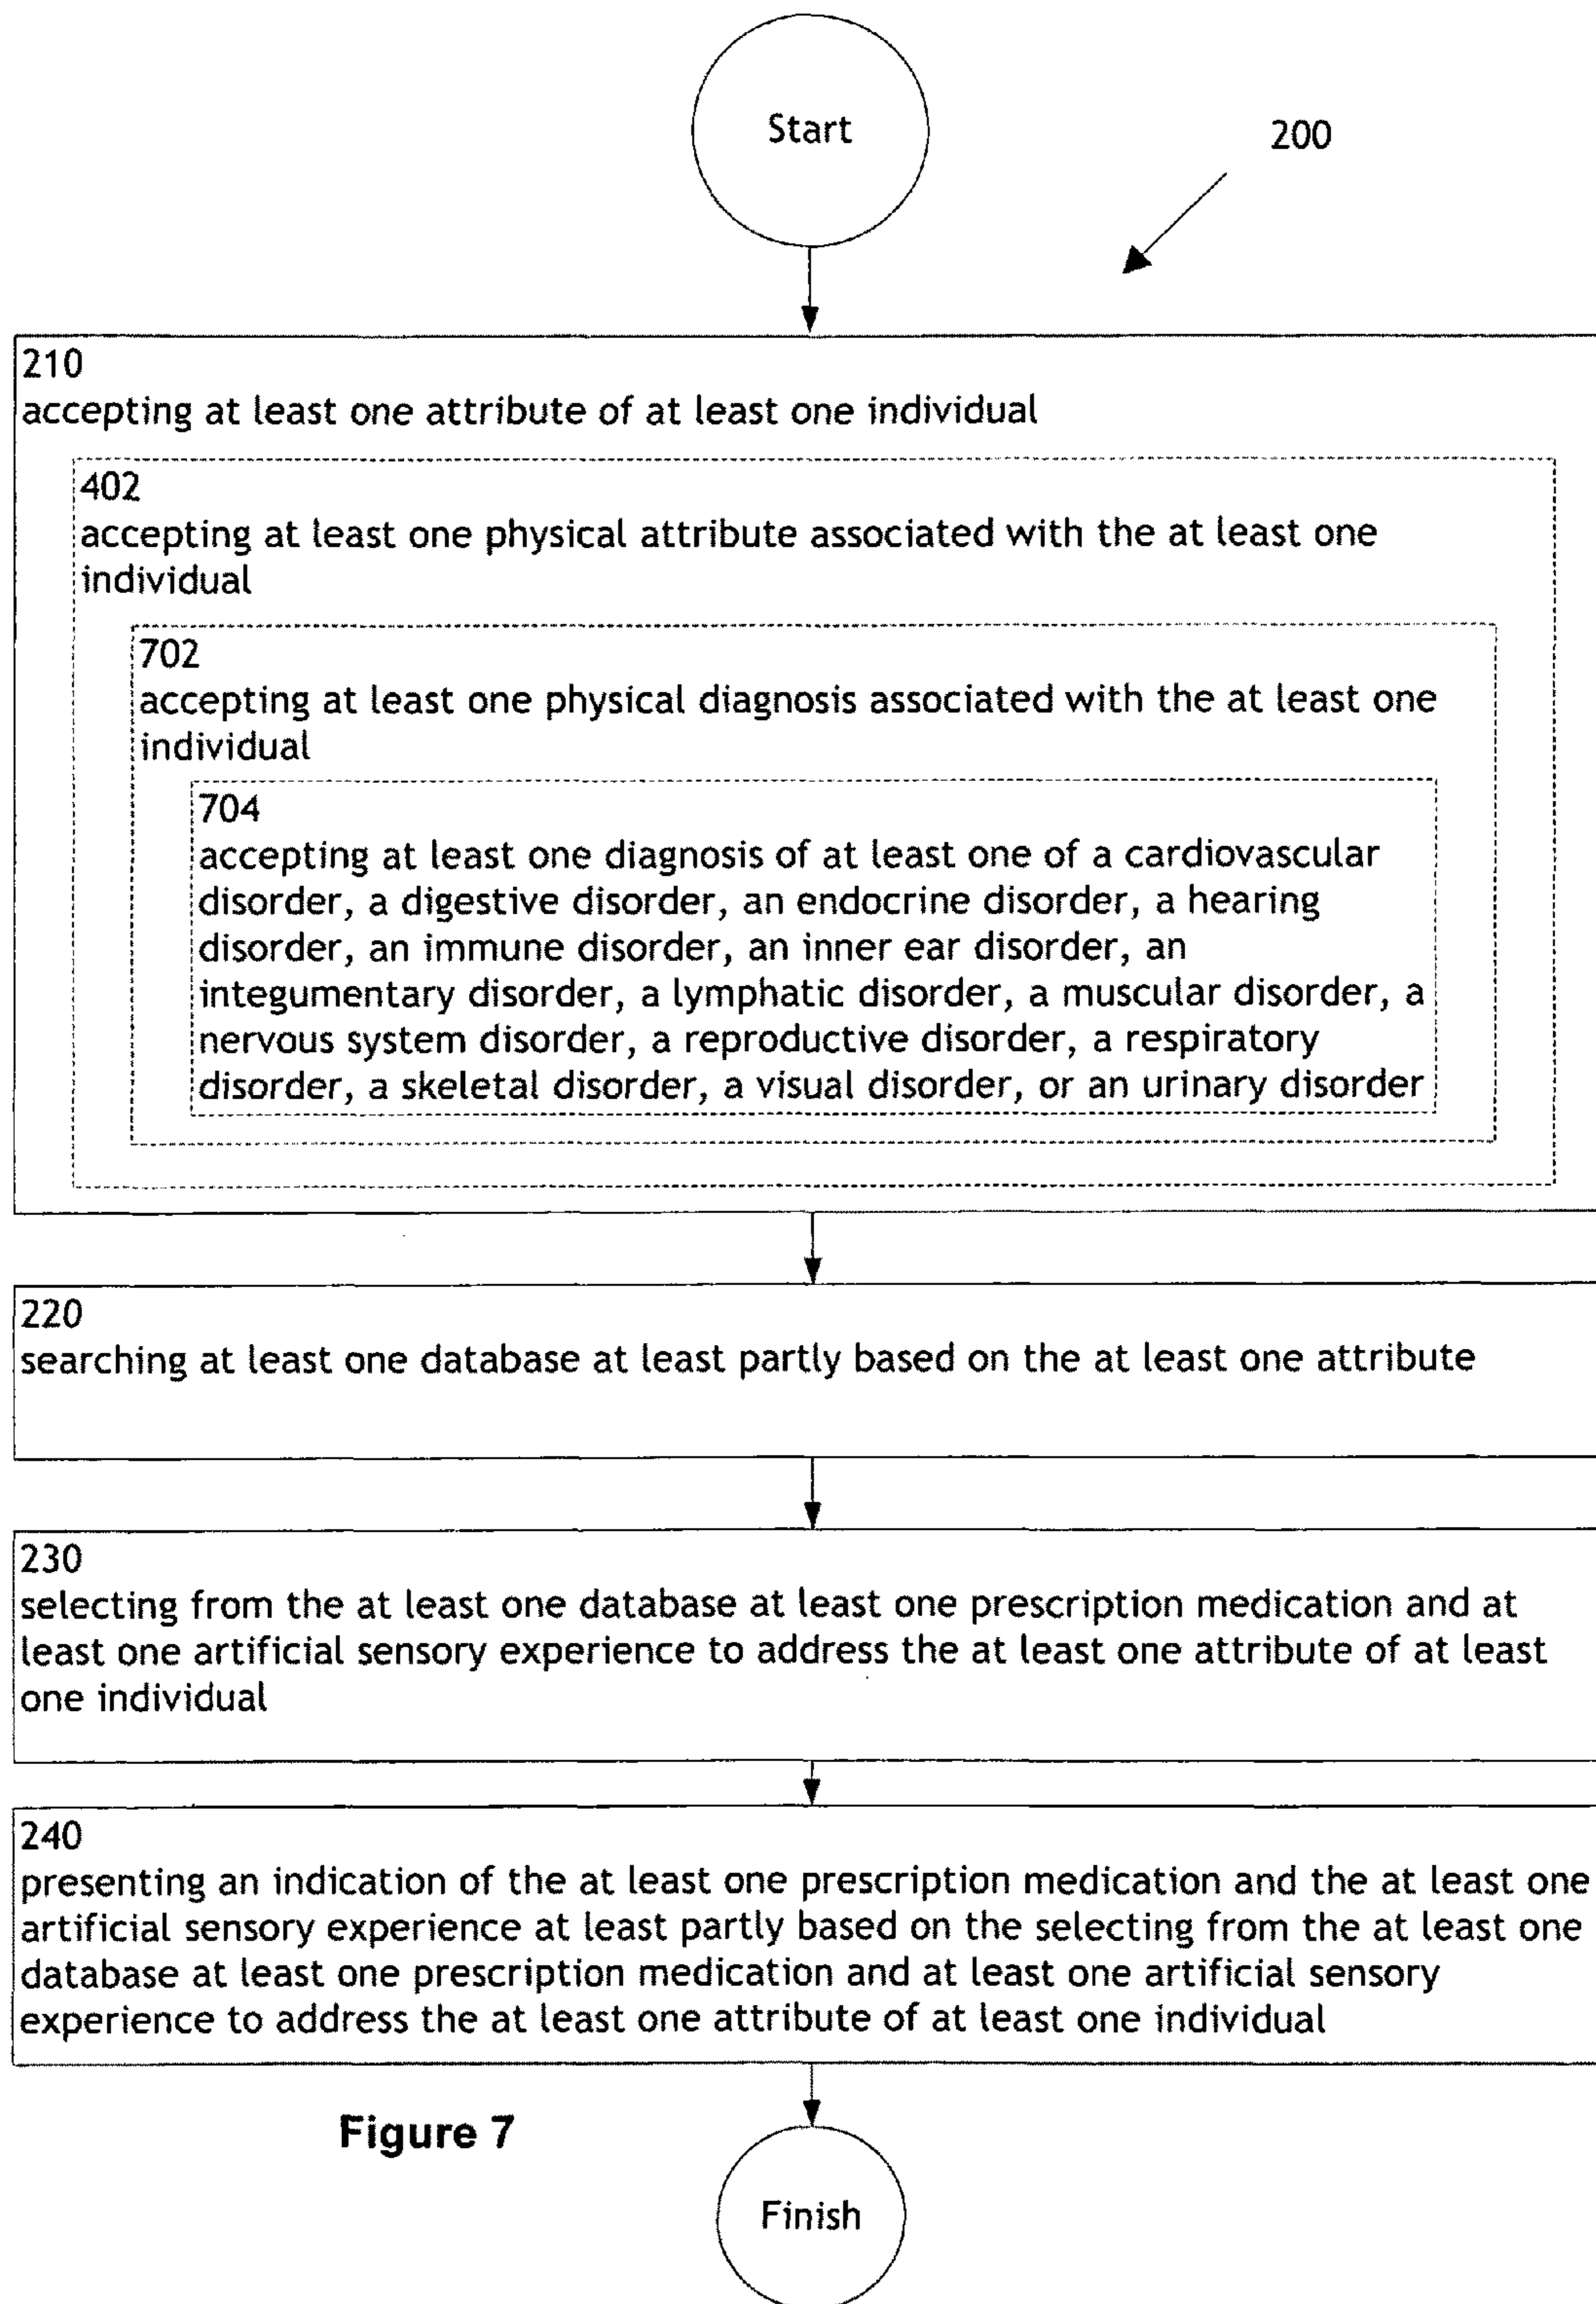 Start
200
210
accepting at least one attribute of at least one individual
402
accepting at least one physical attribute associated with the at least one
individual
702
accepting at least one physical diagnosis associated with the at least one
individual
704
accepting at least one diagnosis of at least one of a cardiovascular
disorder, a digestive disorder, an endocrine disorder, a hearing
disorder, an immune disorder, an inner ear disorder, an
integumentary disorder, a lymphatic disorder, a muscular disorder, a
nervous system disorder, a reproductive disorder, a respiratory
disorder, a skeletal disorder, a visual disorder, or an urinary disorder
220
searching at least one database at least partly based on the at least one attribute
230
selecting from the at least one database at least one prescription medication and at
least one artificial sensory experience to address the at least one attribute of at least
one individual
240
presenting an indication of the at least one prescription medication and the at least one
artificial sensory experience at least partly based on the selecting from the at least one
database at least one prescription medication and at least one artificial sensory
experience to address the at least one attribute of at least one individual
Figure 7
Finish